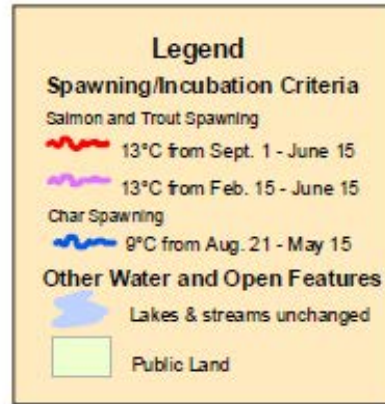 Legend
Spawning/Incubation Criteria
Salmon and Trout Spawning
13°C from Sept. 1 - June 15
13°C from Feb. 15 - June 15
Char Spawning
9°C from Aug. 21 - May 15
Other Water and Open Features
Lakes & streams unchanged
Public Land